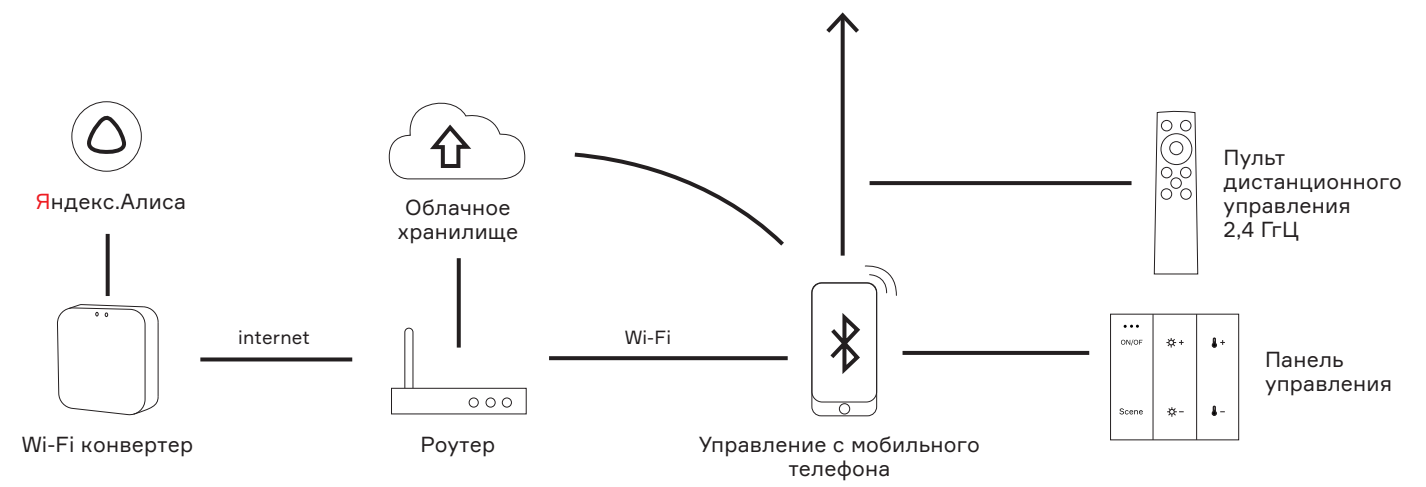 Яндекс.Алиса
Облачное
хранилище
Пульт
дистанционного
управления
2,4 ГгЦ
internet
Wi-Fi
ON/OF
+
+
Scene
−
−
Панель
управления
Wi-Fi конвертер
Роутер
Управление с мобильного
телефона